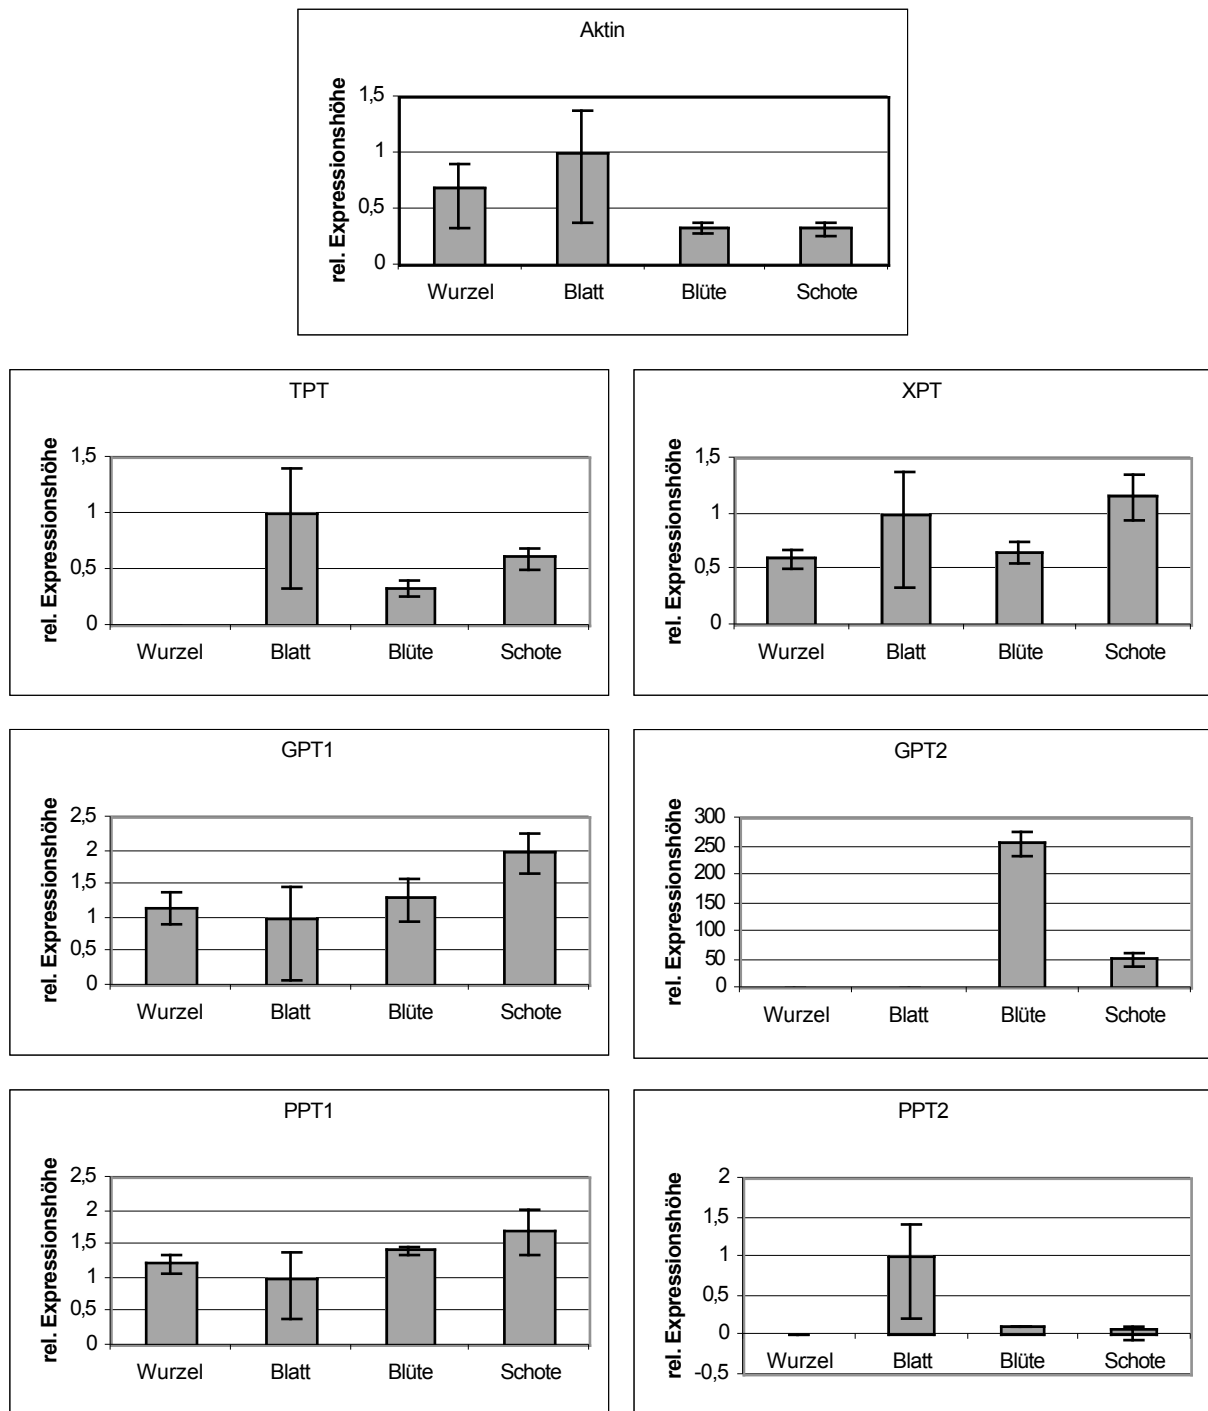 Aktin
rel. Expressionshöhe
1,5
1
0,5
0
Wurzel Blatt Blüte Schote
TPT
rel. Expressionshöhe
1,5
1
0,5
0
Wurzel Blatt Blüte Schote
XPT
rel. Expressionshöhe
1,5
1
0,5
0
Wurzel Blatt Blüte Schote
GPT1
rel. Expressionshöhe
2,5
2
1,5
1
0,5
0
Wurzel Blatt Blüte Schote
GPT2
rel. Expressionshöhe
300
250
200
150
100
50
0
Wurzel Blatt Blüte Schote
PPT1
rel. Expressionshöhe
2,5
2
1,5
1
0,5
0
Wurzel Blatt Blüte Schote
PPT2
rel. Expressionshöhe
2
1,5
1
0,5
0
-0,5
Wurzel Blatt Blüte Schote